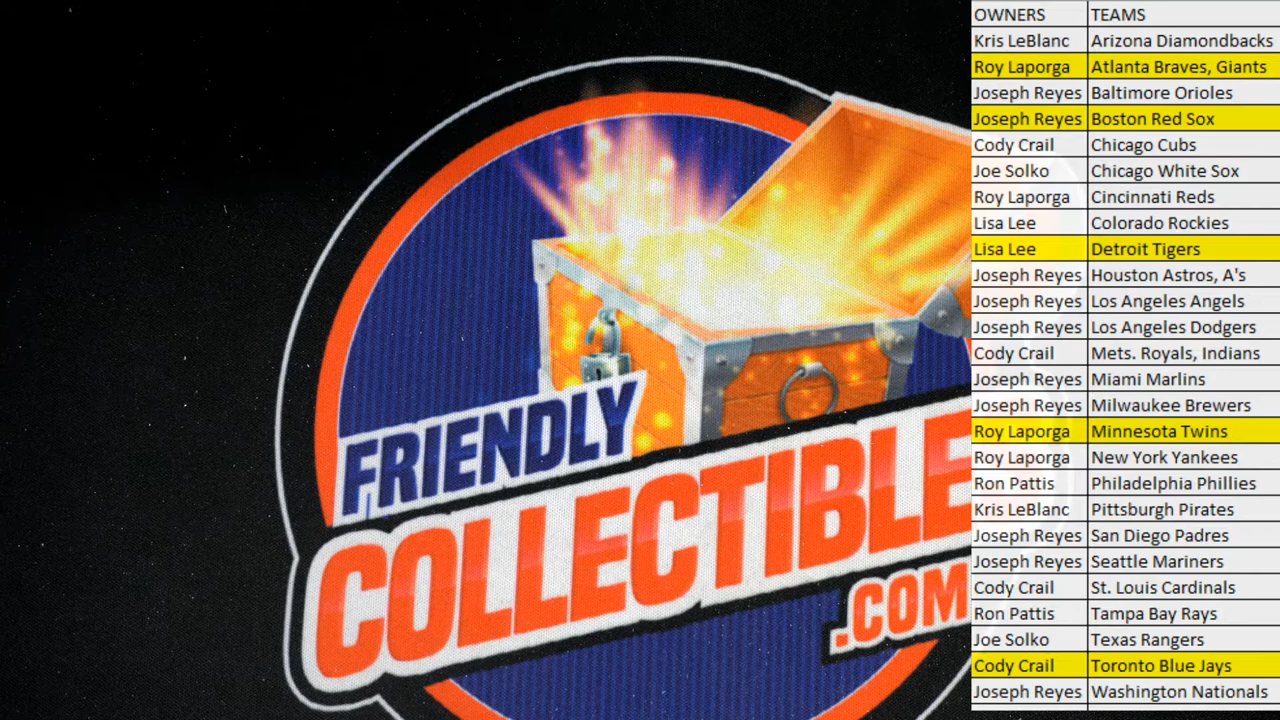 FRIENDLY
COLLECTIBLE
.COM
OWNERS TEAMS
Kris LeBlanc Arizona Diamondbacks
Roy Laporga Atlanta Braves, Giants
Joseph Reyes Baltimore Orioles
Joseph Reyes Boston Red Sox
Cody Crail Chicago Cubs
Joe Solko Chicago White Sox
Roy Laporga Cincinnati Reds
Lisa Lee Colorado Rockies
Lisa Lee Detroit Tigers
Joseph Reyes Houston Astros, A's
Joseph Reyes Los Angeles Angels
Joseph Reyes Los Angeles Dodgers
Cody Crail Mets. Royals, Indians
Joseph Reyes Miami Marlins
Joseph Reyes Milwaukee Brewers
Roy Laporga Minnesota Twins
Roy Laporga New York Yankees
Ron Pattis Philadelphia Phillies
Kris LeBlanc Pittsburgh Pirates
Joseph Reyes San Diego Padres
Joseph Reyes Seattle Mariners
Cody Crail St. Louis Cardinals
Ron Pattis Tampa Bay Rays
Joe Solko Texas Rangers
Cody Crail Toronto Blue Jays
Joseph Reyes Washington Nationals